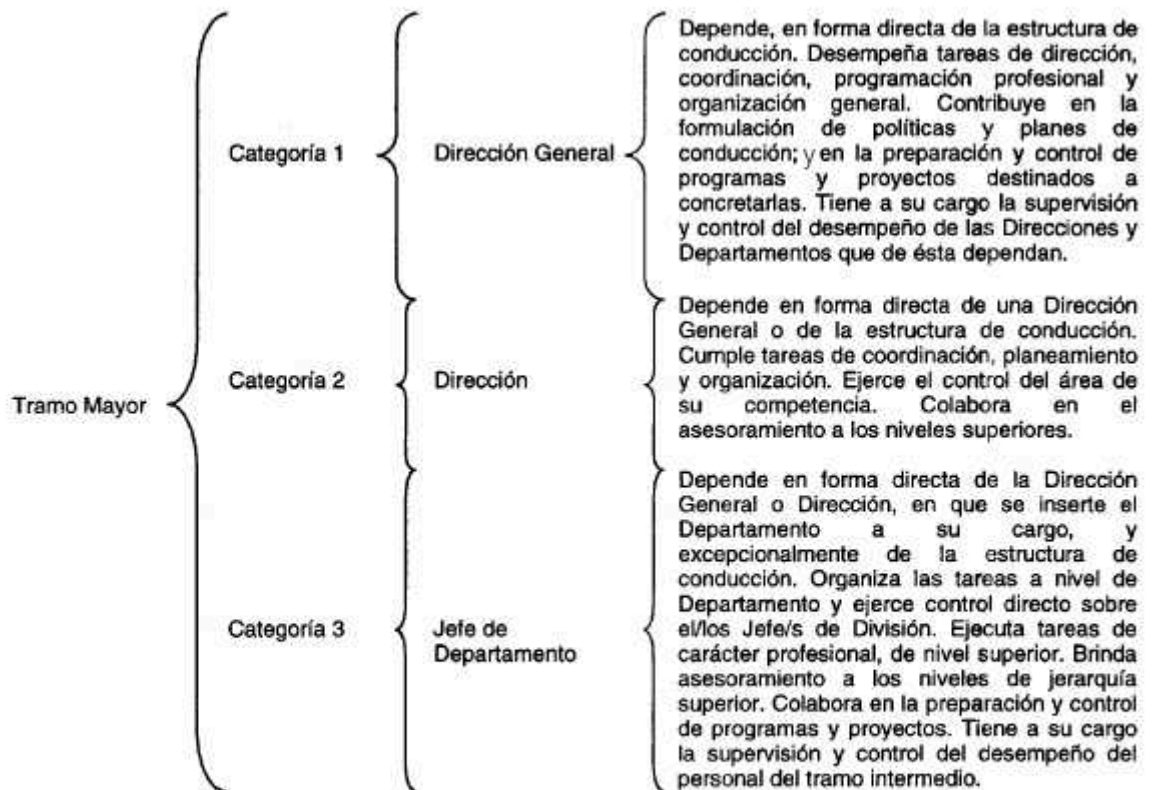 Tramo Mayor
Categoría 1
Dirección General
Depende, en forma directa de la estructura de
conducción. Desempeña tareas de dirección,
coordinación, programación profesional y
organización general. Contribuye en la
formulación de políticas y planes de
conducción; y en la preparación y control de
programas y proyectos destinados a
concretarlas. Tiene a su cargo la supervisión
y control del desempeño de las Direcciones y
Departamentos que de ésta dependan.
Categoría 2
Dirección
Depende en forma directa de una Dirección
General o de la estructura de conducción.
Cumple tareas de coordinación, planeamiento
y organización. Ejerce el control del área de
su competencia. Colabora en el
asesoramiento a los niveles superiores.
Categoría 3
Jefe de
Departamento
Depende en forma directa de la Dirección
General o Dirección, en que se inserte el
Departamento a su cargo, y
excepcionalmente de la estructura de
conducción. Organiza las tareas a nivel de
Departamento y ejerce control directo sobre
el/los Jefe/s de División. Ejecuta tareas de
carácter profesional, de nivel superior. Brinda
asesoramiento a los niveles de jerarquía
superior. Colabora en la preparación y control
de programas y proyectos. Tiene a su cargo
la supervisión y control del desempeño del
personal del tramo intermedio.